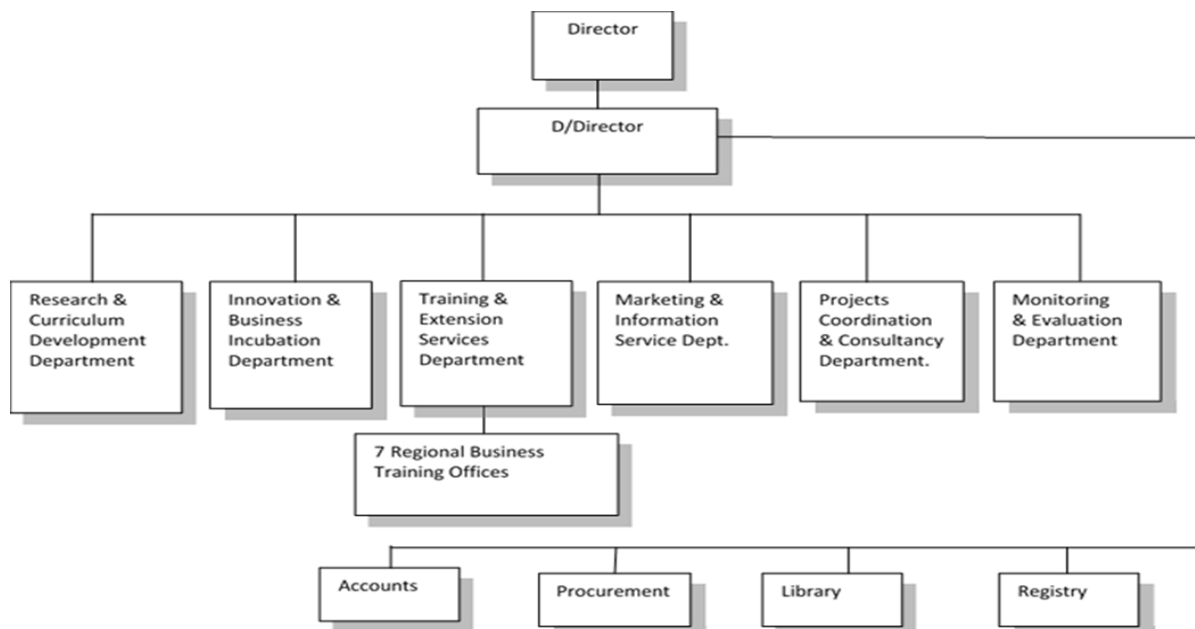 Director
D/Director
Research &
Curriculum
Development
Department
Innovation &
Business
Incubation
Department
Training &
Extension
Services
Department
Marketing &
Information
Service Dept.
Projects
Coordination
& Consultancy
Department.
Monitoring
& Evaluation
Department
7 Regional Business
Training Offices
Accounts
Procurement
Library
Registry